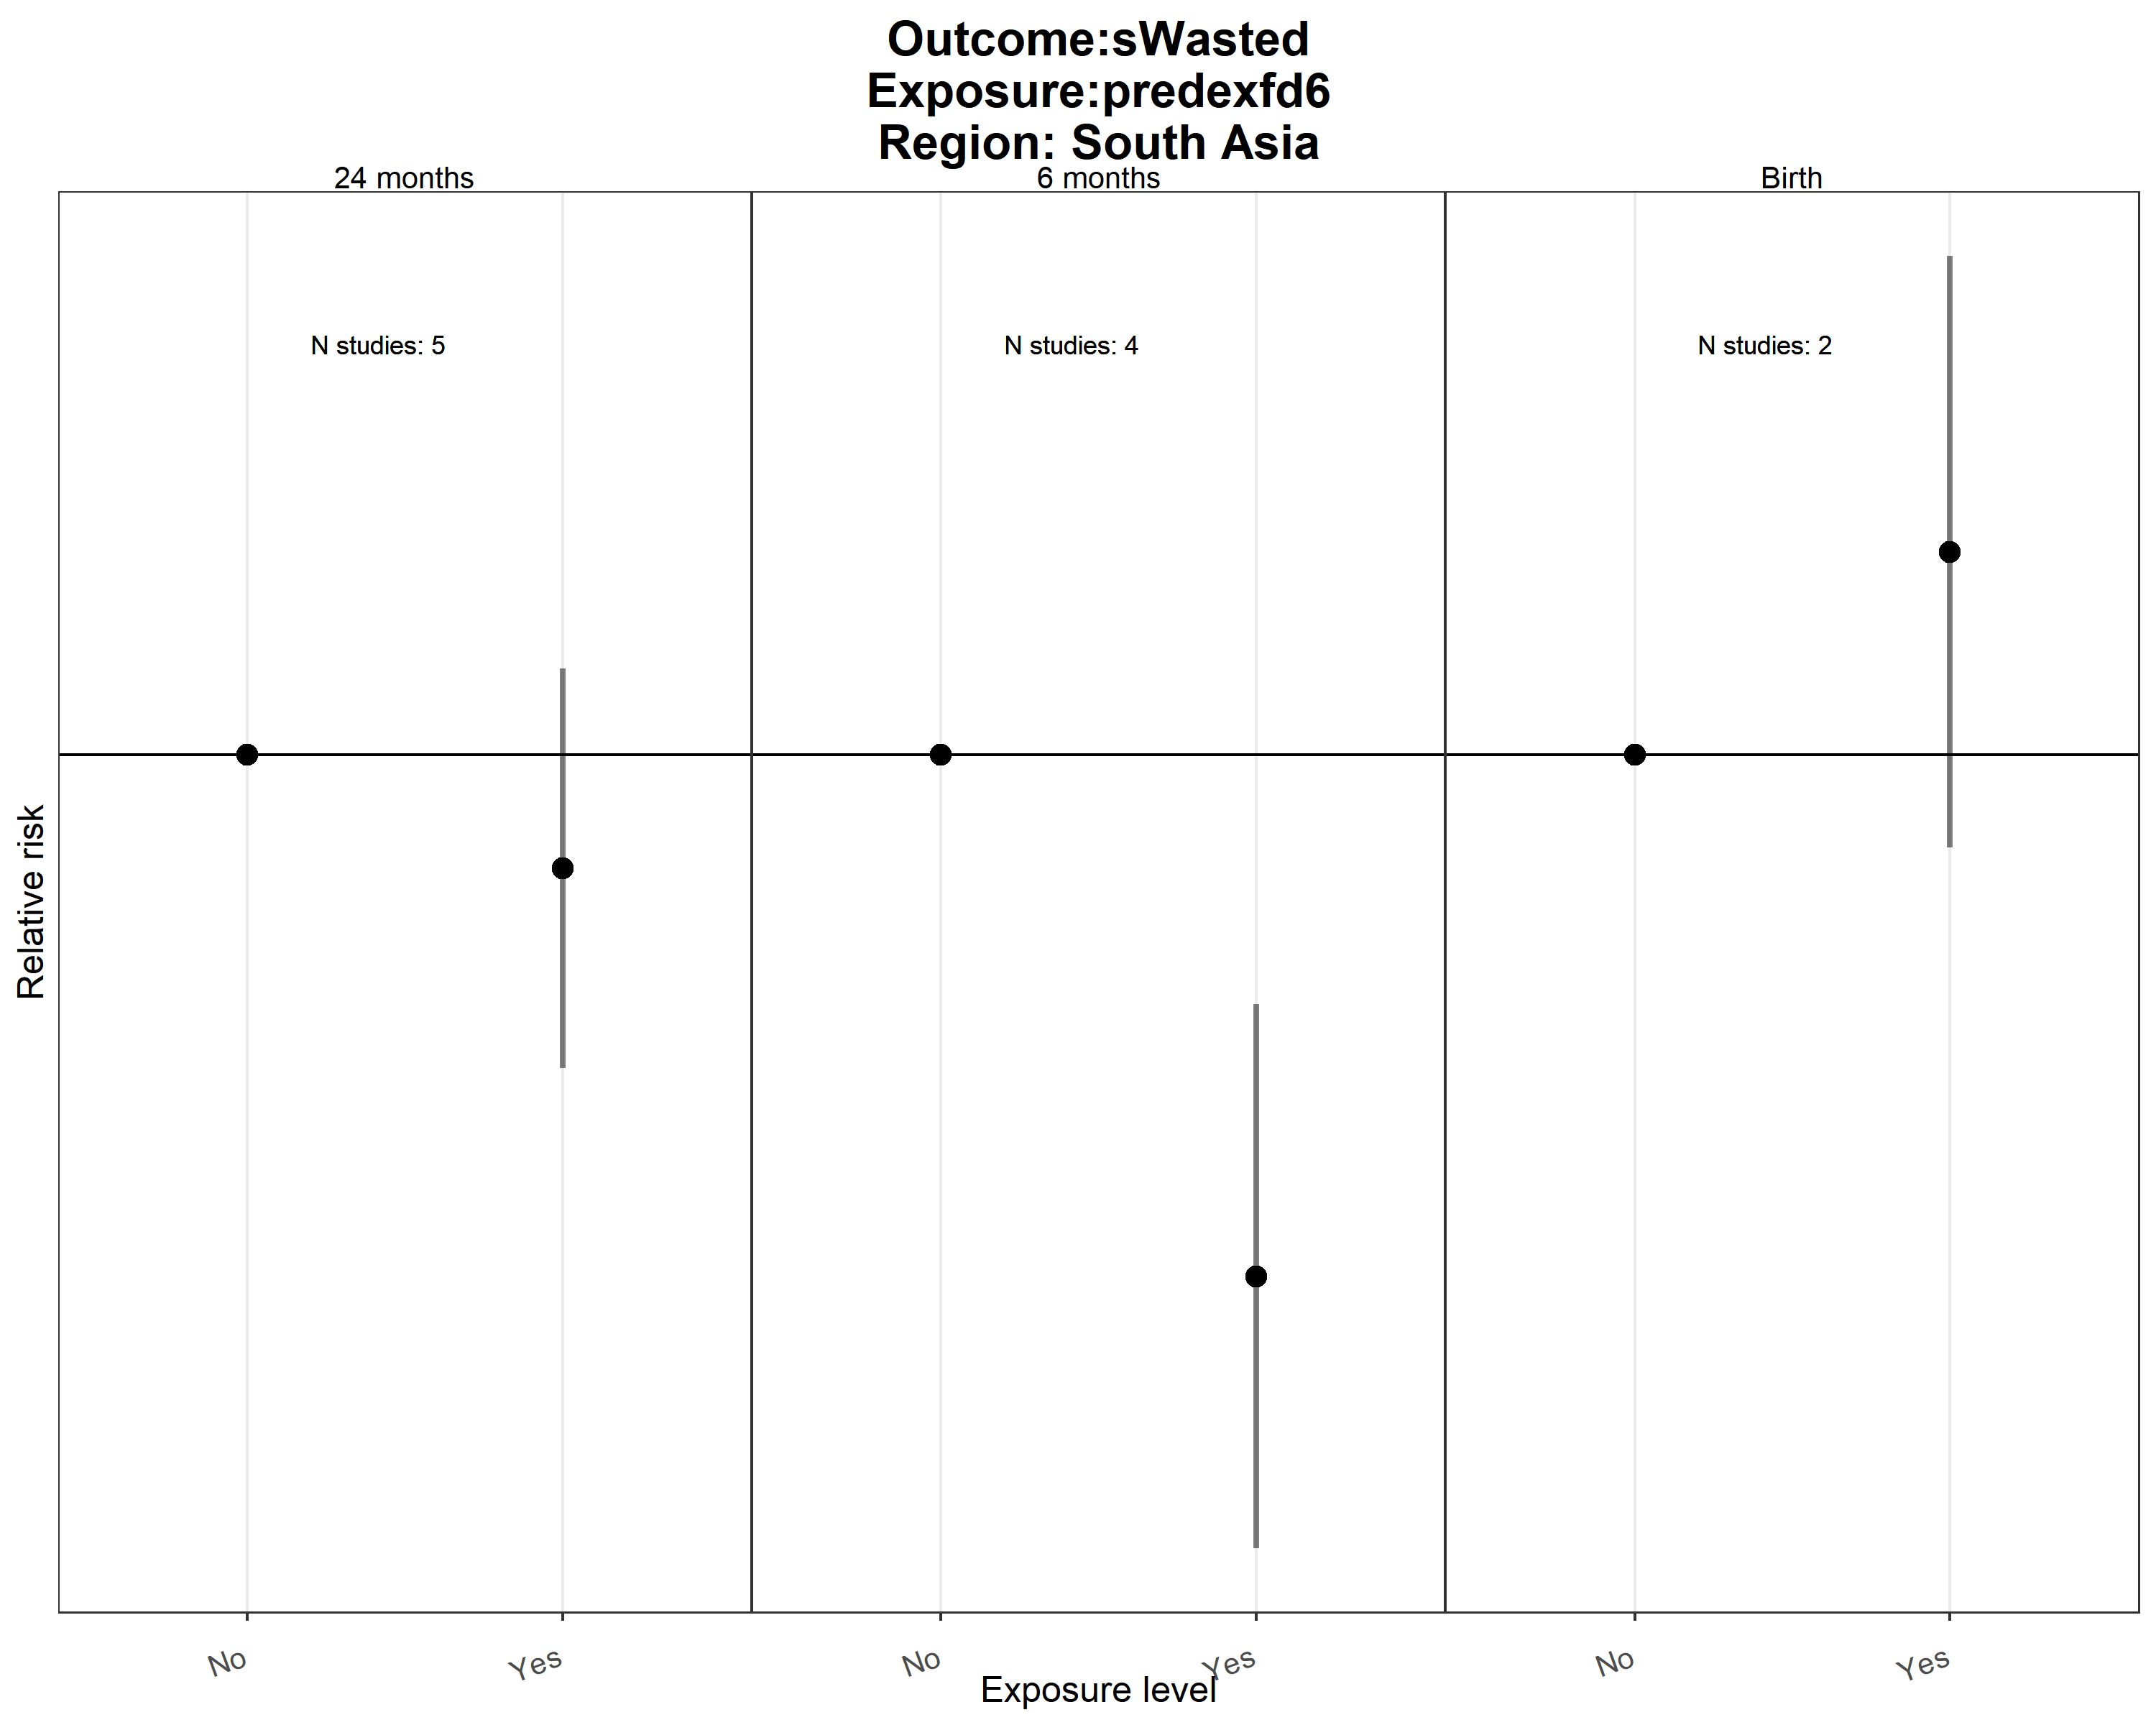 Outcome:sWasted
Exposure:predexfd6
Region: South Asia
24 months
6 months
Birth
N studies: 5
N studies: 4
N studies: 2
Relative risk
No
Yes
No
Yes
No
Yes
Exposure level